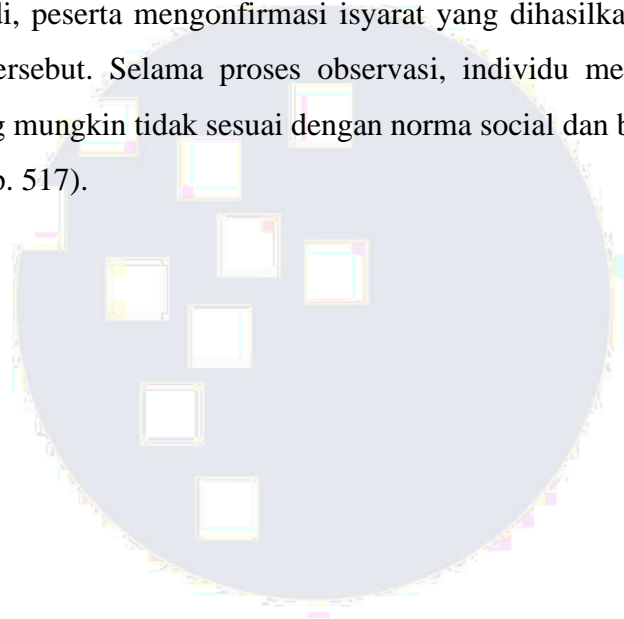 di, peserta mengonfirmasi isyarat yang dihasilka
ersebut. Selama proses observasi, individu me
g mungkin tidak sesuai dengan norma social dan b
p. 517).